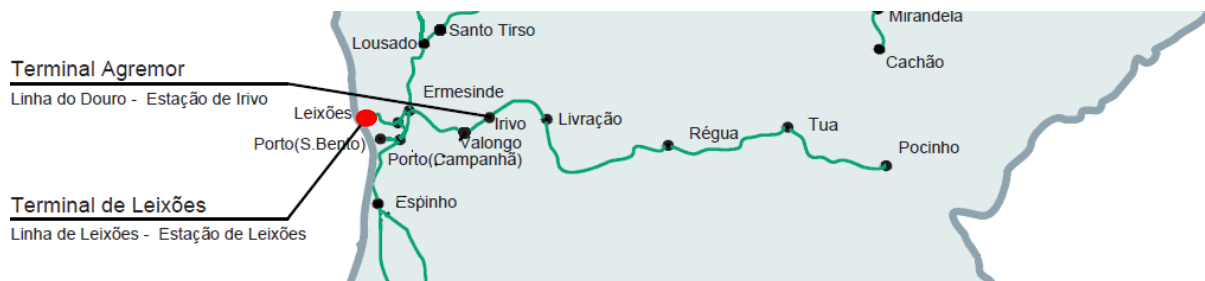 Mirandela
Santo Tirso
Lousado
Cachão
Terminal Agremor
Linha do Douro - Estação de Irivo
Ermesinde
Leixões
Irivo
Livração
Régua
Tua
Porto(S.Bento)
Valongo
Porto(Campanhã)
Pocinho
Terminal de Leixões
Espinho
Linha de Leixões - Estação de Leixões